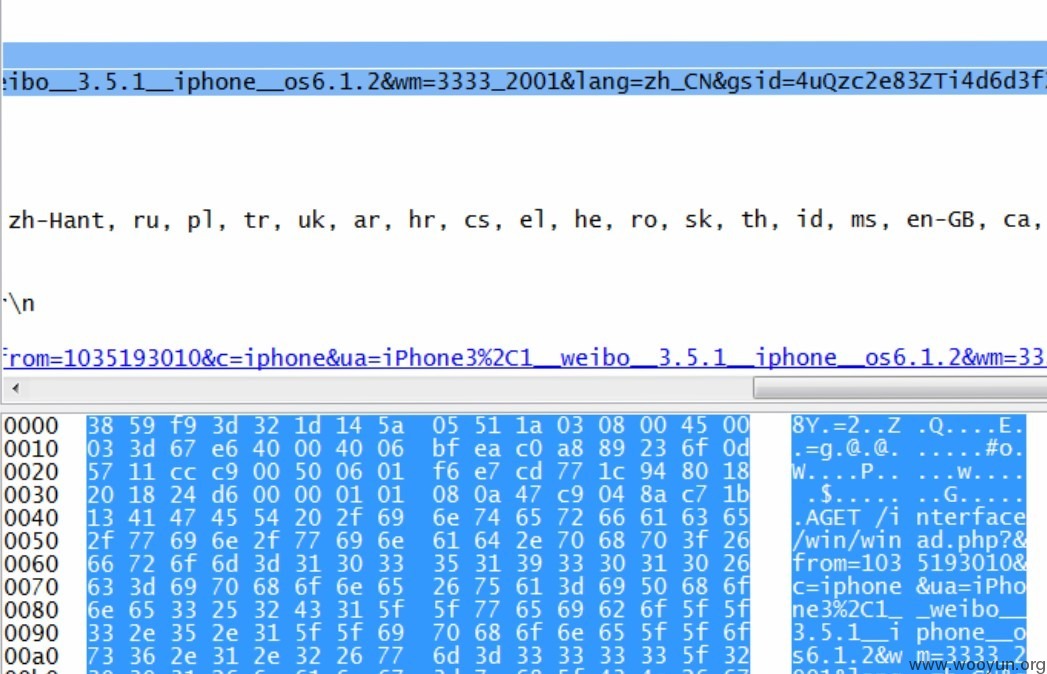 eibo__3.5.1__iphone__os6.1.2&wm=3333_2001&lang=zh_CN&gsid=4uQzc2e83ZTi4d6d3f
zh-Hant, ru, pl, tr, uk, ar, hr, cs, el, he, ro, sk, th, id, ms, en-GB, ca,
\n
from=1035193010&c=iphone&ua=iPhone3%2C1__weibo__3.5.1__iphone__os6.1.2&wm=33
0000 38 59 f9 3d 32 1d 14 5a 05 51 1a 03 08 00 45 00 8Y.=2..Z .Q....E.
0010 03 3d 67 e6 40 00 40 06 bf ea c0 a8 89 23 6f 0d .=g.@.@. .....#o.
0020 57 11 cc c9 00 50 06 01 f6 e7 cd 77 1c 94 80 18 W....P.. ...w....
0030 20 18 24 d6 00 00 01 01 08 0a 47 c9 04 8a c7 1b .$..... ..G.....
0040 13 41 47 45 54 20 2f 69 6e 74 65 72 66 61 63 65 .AGET /i nterface
0050 2f 77 69 6e 2f 77 69 6e 61 64 2e 70 68 70 3f 26 /win/win ad.php?&
0060 66 72 6f 6d 3d 31 30 33 35 31 39 33 30 31 30 26 from=103 5193010&
0070 63 3d 69 70 68 6f 6e 65 26 75 61 3d 69 50 68 6f c=iphone &ua=iPho
0080 6e 65 33 25 32 43 31 5f 5f 77 65 69 62 6f 5f 5f ne3%2C1_ _weibo__
0090 33 2e 35 2e 31 5f 5f 69 70 68 6f 6e 65 5f 5f 6f 3.5.1__i phone__o
00a0 73 36 2e 31 2e 32 26 77 6d 3d 33 33 33 33 5f 32 s6.1.2&w m=3333_2
www.wooyun.org